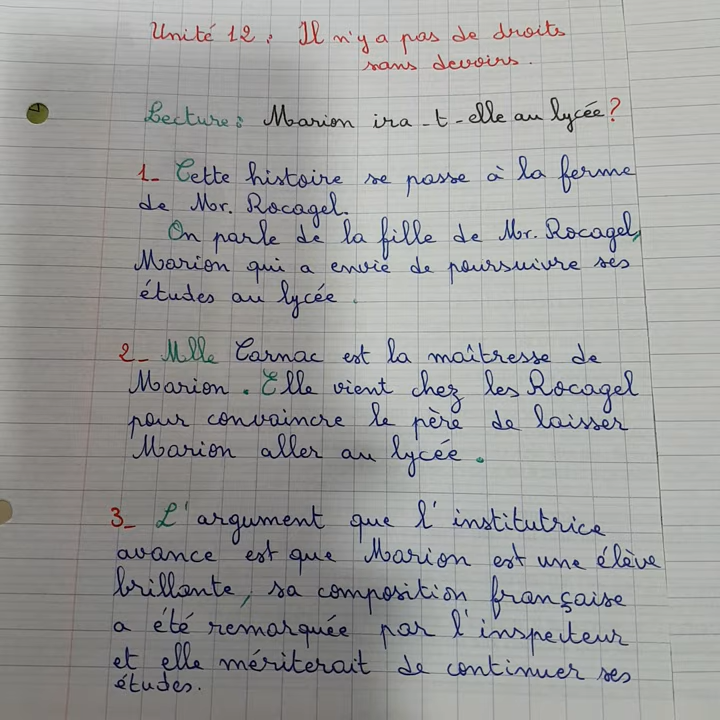 Unité 12 : Il n'y a pas de droits
sans devoirs.
Lecture : Marion ira-t-elle au lycée ?
1- Cette histoire se passe à la ferme
de Mr. Rocagel.
On parle de la fille de Mr. Rocagel,
Marion qui a envie de poursuivre ses
études au lycée.
2- Mlle Carnac est la maîtresse de
Marion. Elle vient chez les Rocagel
pour convaincre le père de laisser
Marion aller au lycée.
3- L'argument que l'institutrice
avance est que Marion est une élève
brillante, sa composition française
a été remarquée par l'inspecteur
et elle mériterait de continuer ses
études.